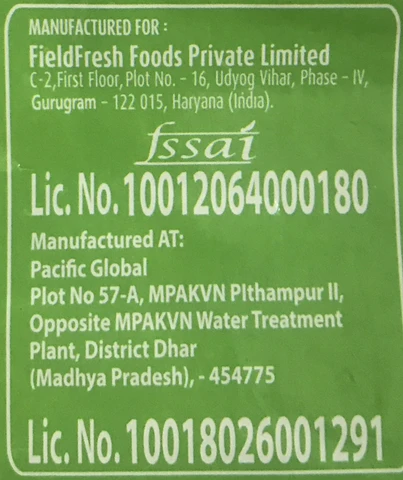 MANUFACTURED FOR :
FieldFresh Foods Private Limited
C-2,First Floor, Plot No. - 16, Udyog Vihar, Phase - IV,
Gurugram - 122 015, Haryana (India).
fssai
Lic. No. 10012064000180
Manufactured AT:
Pacific Global
Plot No 57-A, MPAKVN PIthampur II,
Opposite MPAKVN Water Treatment
Plant, District Dhar
(Madhya Pradesh), - 454775
Lic. No. 10018026001291